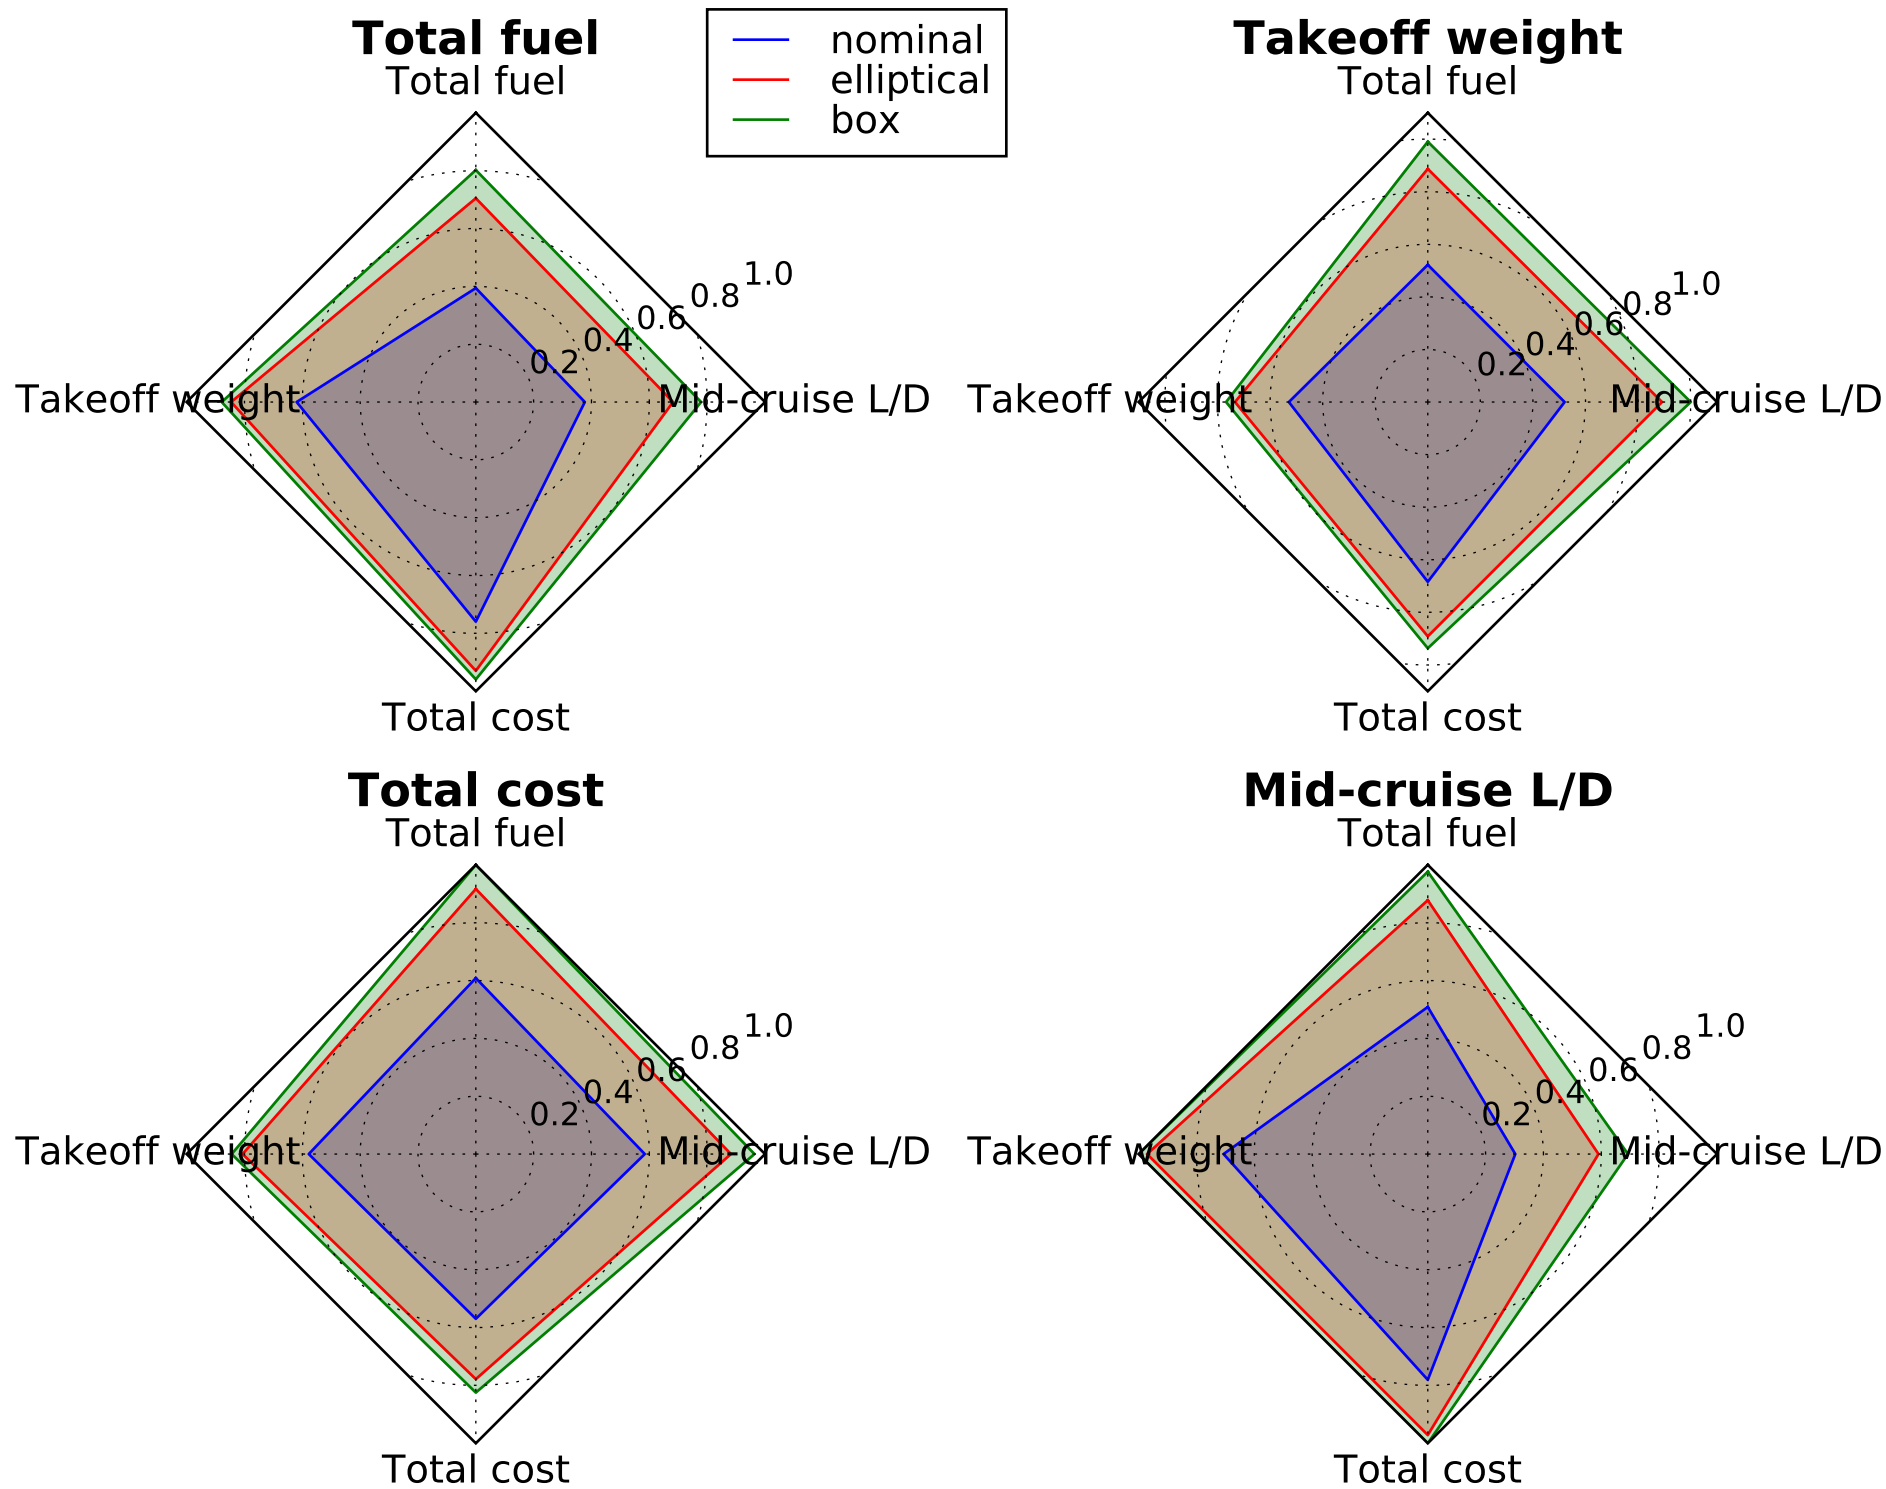 Total fuel
Total fuel
1.0
0.8
0.6
0.4
0.2
Takeoff weight
Mid-cruise L/D
Total cost
nominal
elliptical
box
Takeoff weight
Total fuel
1.0
0.8
0.6
0.4
0.2
Takeoff weight
Mid-cruise L/D
Total cost
Total cost
Total fuel
1.0
0.8
0.6
0.4
0.2
Takeoff weight
Mid-cruise L/D
Total cost
Mid-cruise L/D
Total fuel
1.0
0.8
0.6
0.4
0.2
Takeoff weight
Mid-cruise L/D
Total cost